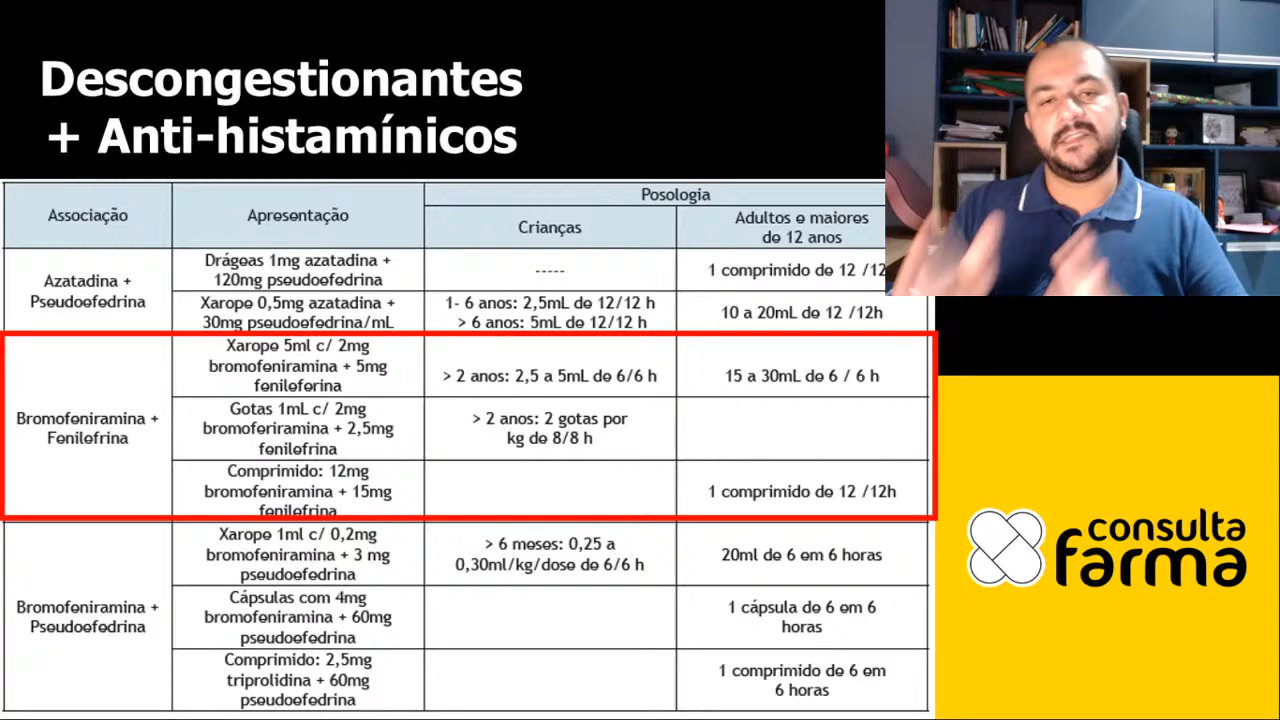 Descongestionantes
+ Anti-histamínicos
Associação
Apresentação
Posologia
Crianças
Adultos e maiores
de 12 anos
Azatadina +
Pseudoefedrina
Drágeas 1mg azatadina +
120mg pseudoefedrina
-----
1 comprimido de 12 /12
Xarope 0,5mg azatadina +
30mg pseudoefedrina/mL
1- 6 anos: 2,5mL de 12/12 h
> 6 anos: 5mL de 12/12 h
10 a 20mL de 12 /12h
Bromofeniramina +
Fenilefrina
Xarope 5ml c/ 2mg
bromofeniramina + 5mg
fenileferina
> 2 anos: 2,5 a 5mL de 6/6 h
15 a 30mL de 6 / 6 h
Gotas 1mL c/ 2mg
bromoferiramina + 2,5mg
fenilefrina
> 2 anos: 2 gotas por
kg de 8/8 h
Comprimido: 12mg
bromofeniramina + 15mg
fenilefrina
1 comprimido de 12 /12h
Bromofeniramina +
Pseudoefedrina
Xarope 1ml c/ 0,2mg
bromofeniramina + 3 mg
pseudoefedrina
> 6 meses: 0,25 a
0,30ml/kg/dose de 6/6 h
20ml de 6 em 6 horas
Cápsulas com 4mg
bromofeniramina + 60mg
pseudoefedrina
1 cápsula de 6 em 6
horas
Comprimido: 2,5mg
triprolidina + 60mg
pseudoefedrina
1 comprimido de 6 em
6 horas
consulta
farma